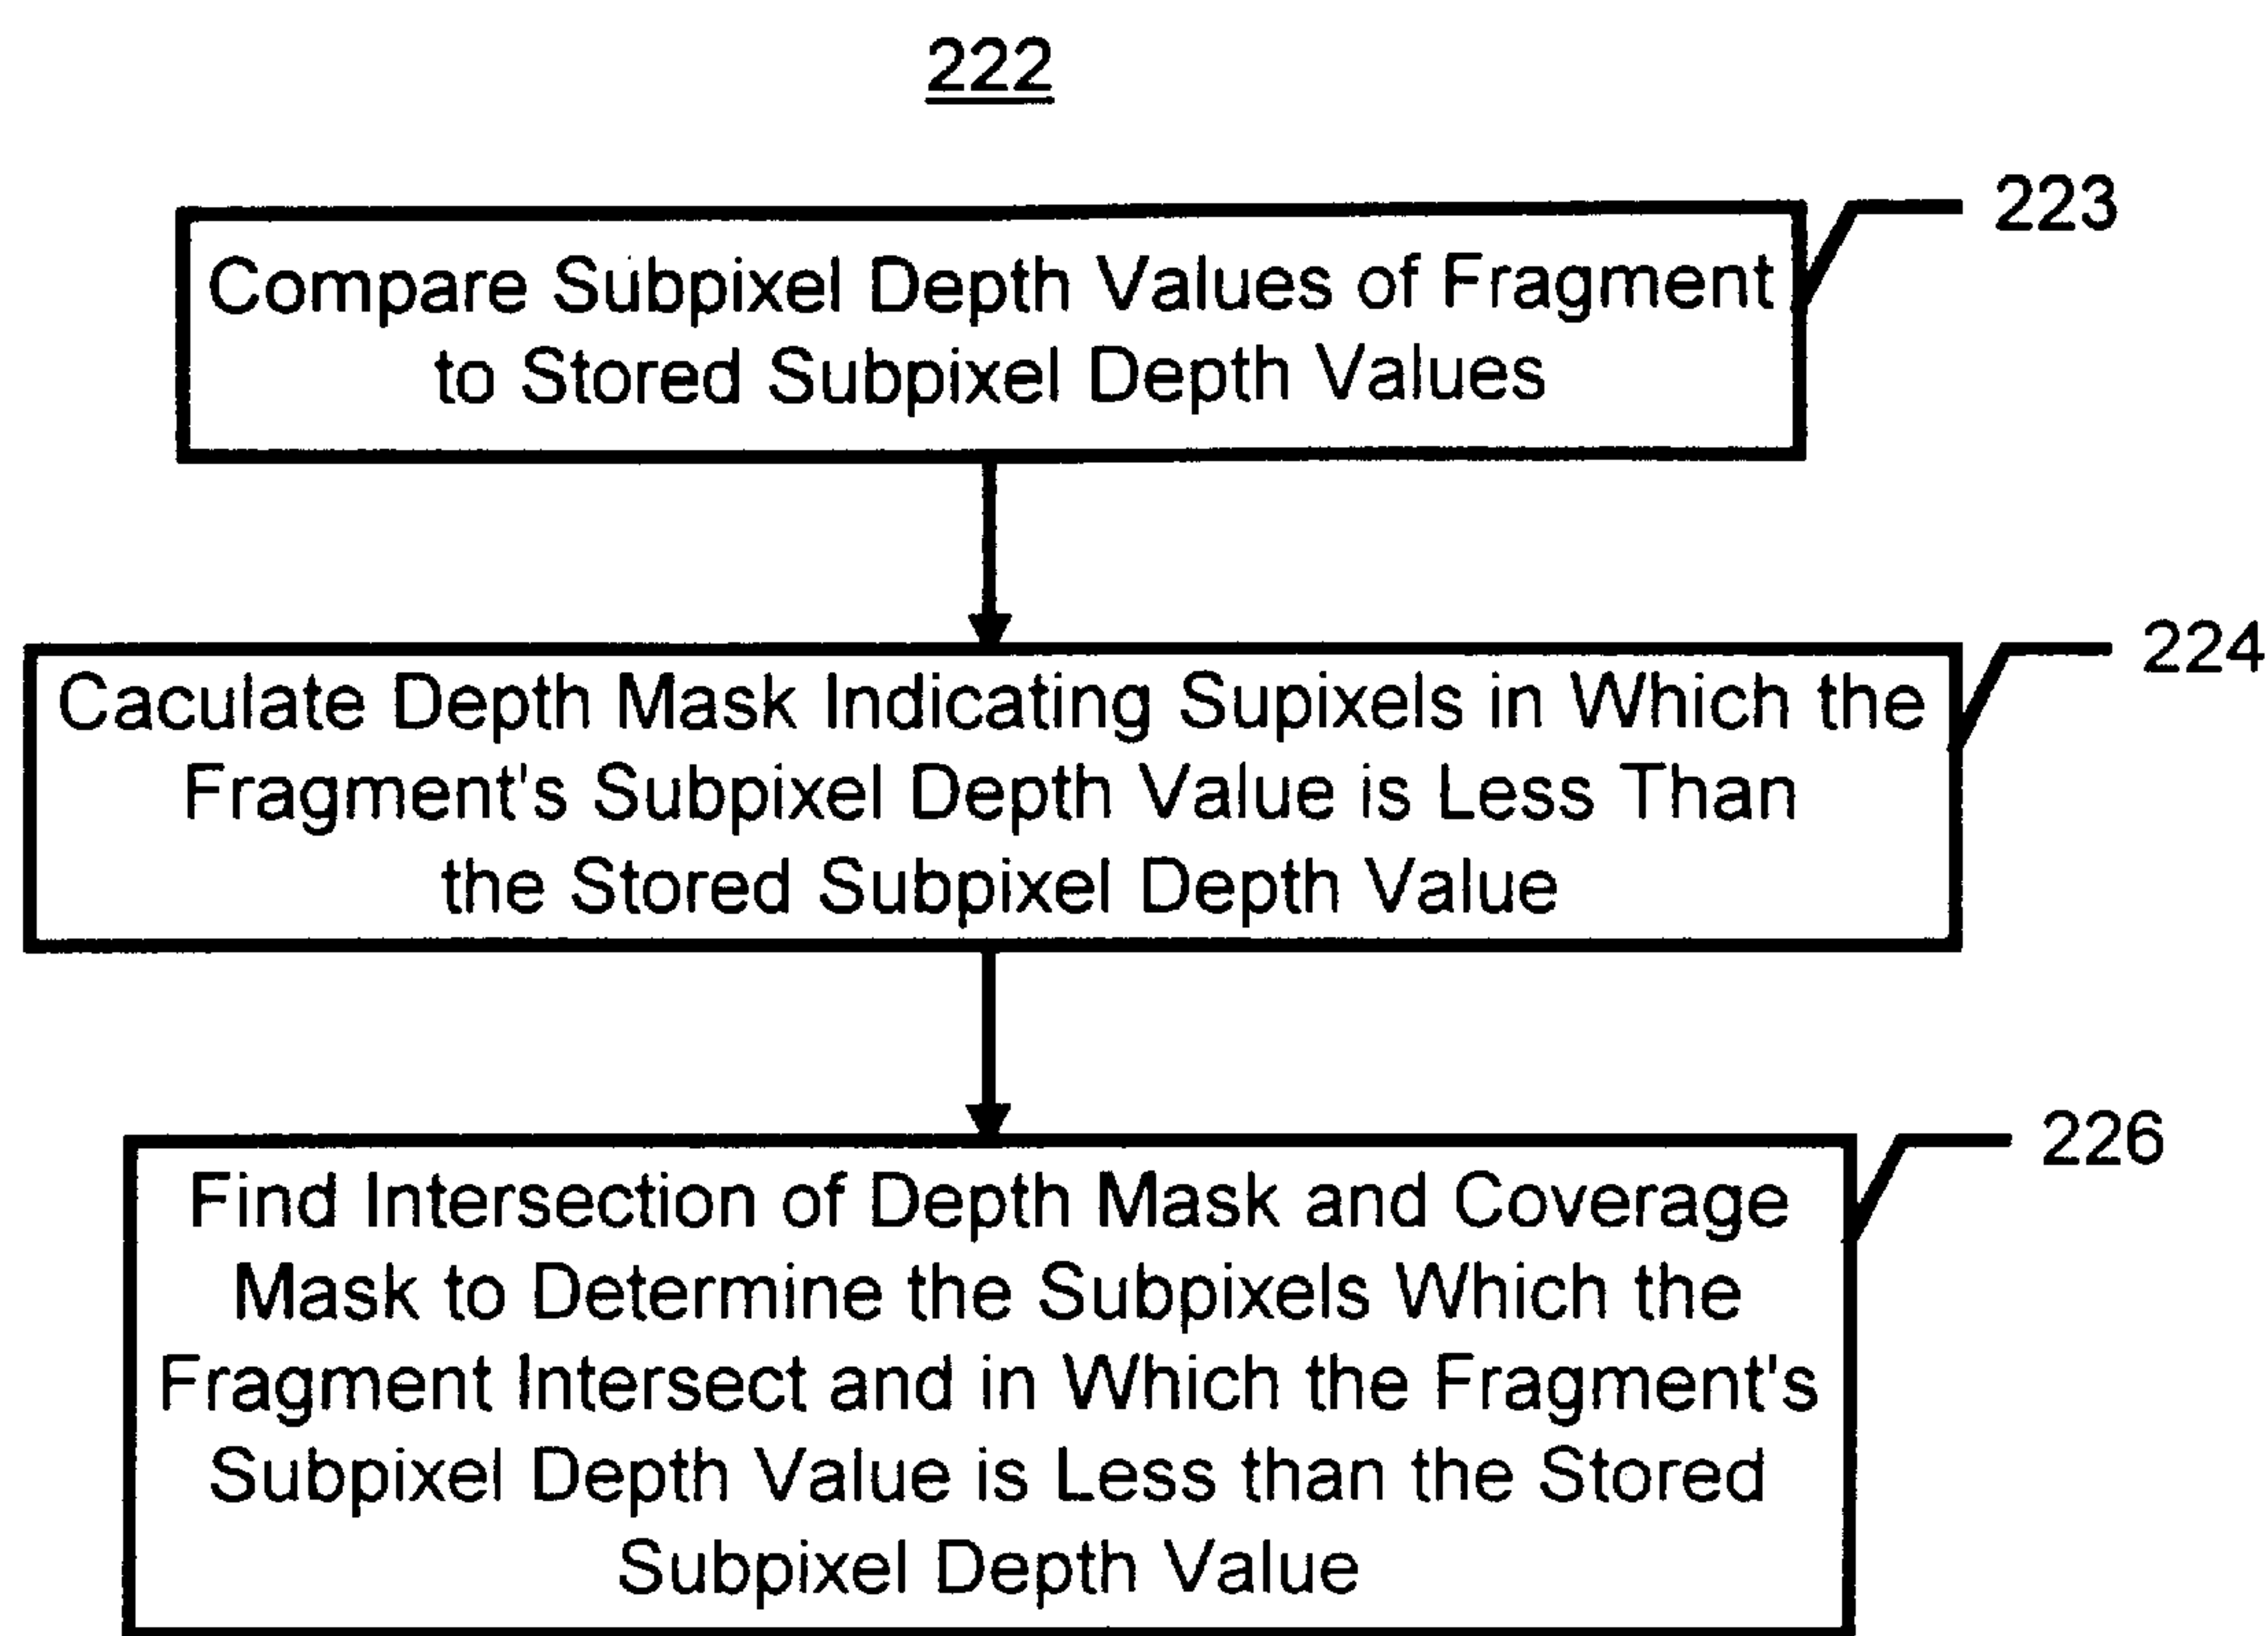 222
223
Compare Subpixel Depth Values of Fragment
to Stored Subpixel Depth Values
224
Caculate Depth Mask Indicating Supixels in Which the
Fragment's Subpixel Depth Value is Less Than
the Stored Subpixel Depth Value
226
Find Intersection of Depth Mask and Coverage
Mask to Determine the Subpixels Which the
Fragment Intersect and in Which the Fragment's
Subpixel Depth Value is Less than the Stored
Subpixel Depth Value